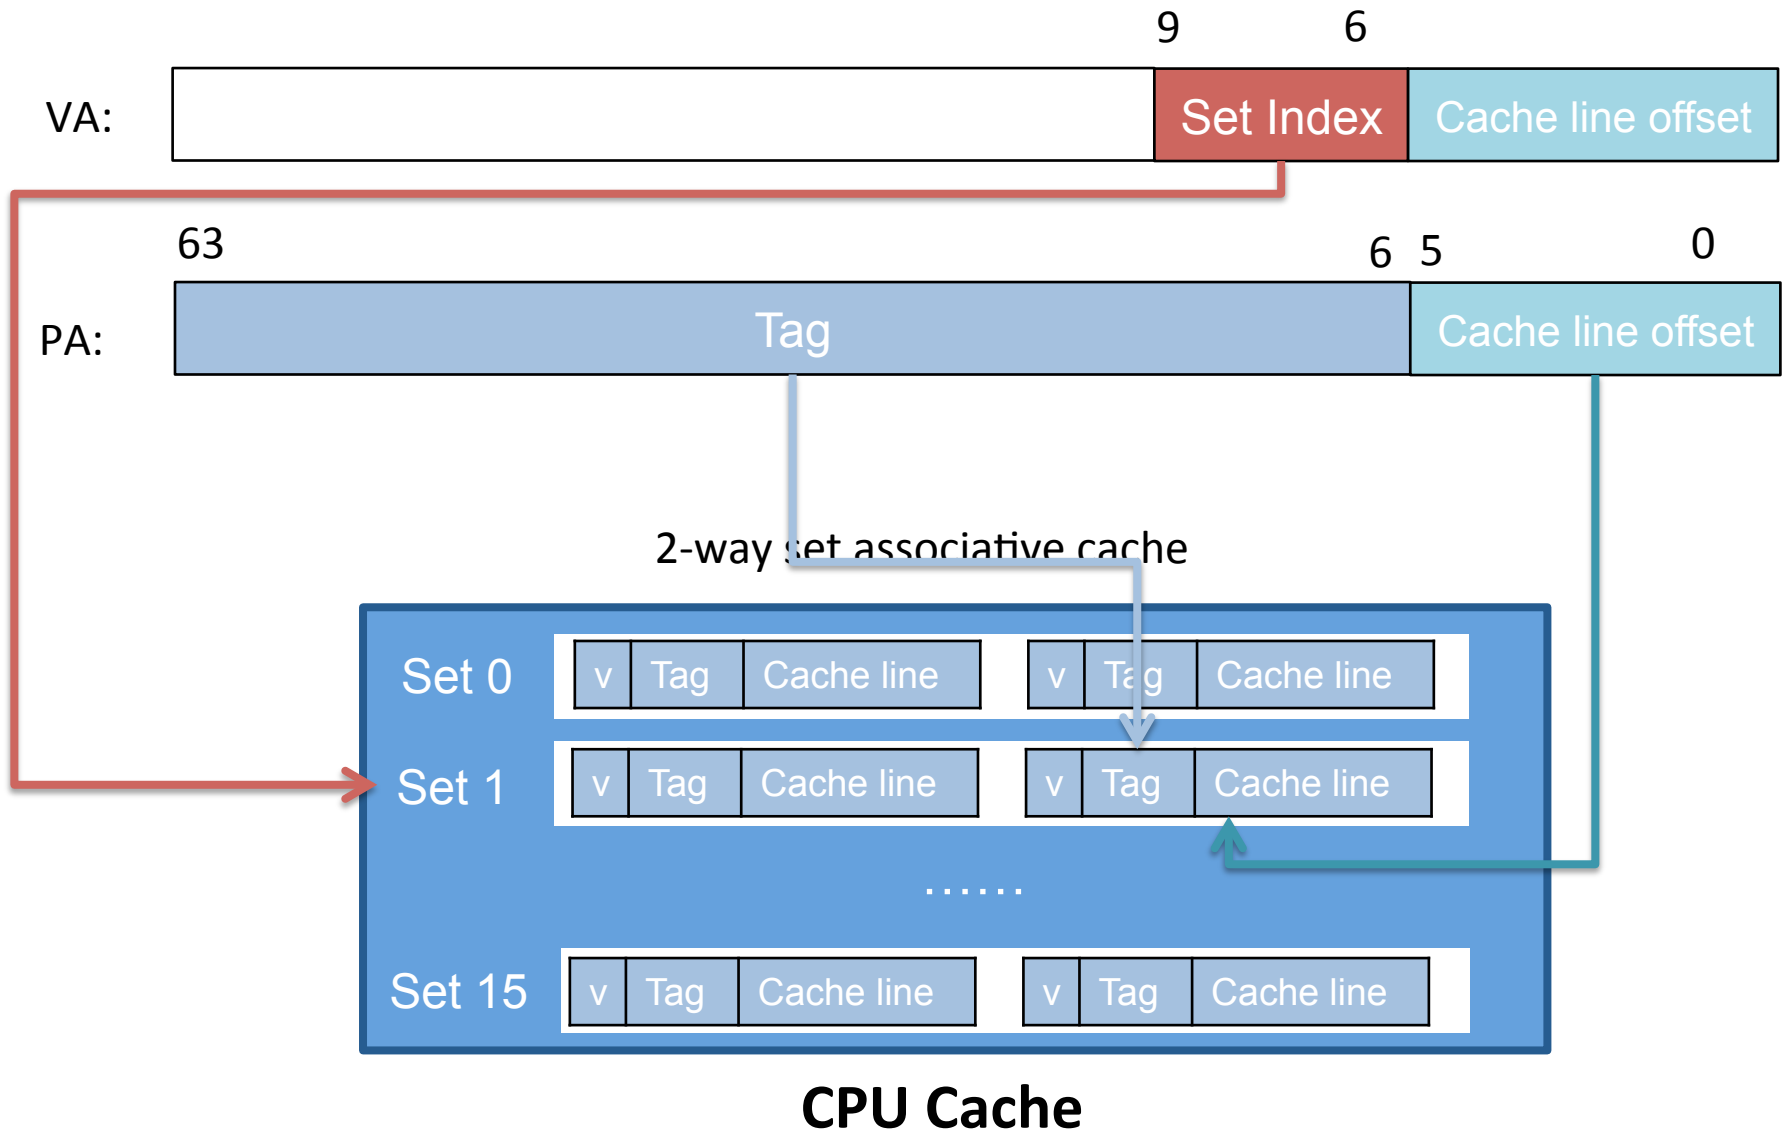 9 6
VA: Set Index Cache line offset
63 6 5 0
PA: Tag Cache line offset
2-way set associative cache
Set 0 v Tag Cache line v Tag Cache line
Set 1 v Tag Cache line v Tag Cache line
......
Set 15 v Tag Cache line v Tag Cache line
CPU Cache